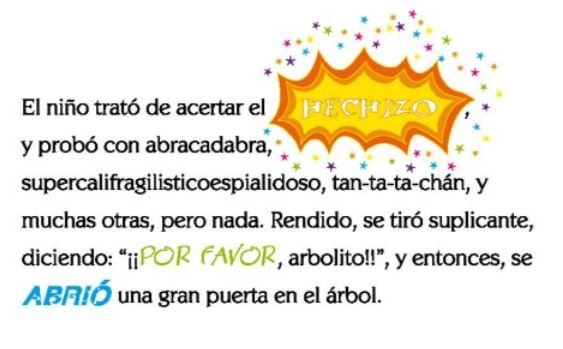 El niño trató de acertar el HECHIZO,
y probó con abracadabra,
supercalifragilisticoespialidoso, tan-ta-ta-chán, y
muchas otras, pero nada. Rendido, se tiró suplicante,
diciendo: “¡¡POR FAVOR, arbolito!!”, y entonces, se
ABRIÓ una gran puerta en el árbol.